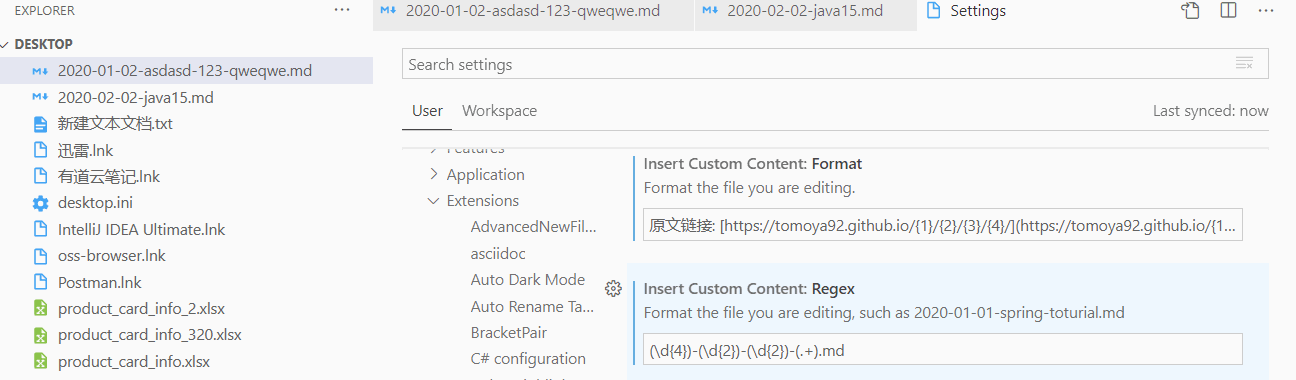 EXPLORER ···
DESKTOP
2020-01-02-asdasd-123-qweqwe.md
2020-02-02-java15.md
新建文本文档.txt
迅雷.lnk
有道云笔记.lnk
desktop.ini
IntelliJ IDEA Ultimate.lnk
oss-browser.lnk
Postman.lnk
product_card_info_2.xlsx
product_card_info_320.xlsx
product_card_info.xlsx
2020-01-02-asdasd-123-qweqwe.md 2020-02-02-java15.md Settings ···
Search settings
User Workspace Last synced: now
Features
Application
Extensions
AdvancedNewFil...
asciidoc
Auto Dark Mode
Auto Rename Ta...
BracketPair
C# configuration
Insert Custom Content: Format
Format the file you are editing.
原文链接: [https://tomoya92.github.io/{1}/{2}/{3}/{4}/](https://tomoya92.github.io/{1...
Insert Custom Content: Regex
Format the file you are editing, such as 2020-01-01-spring-toturial.md
(\d{4})-(\d{2})-(\d{2})-(.+).md